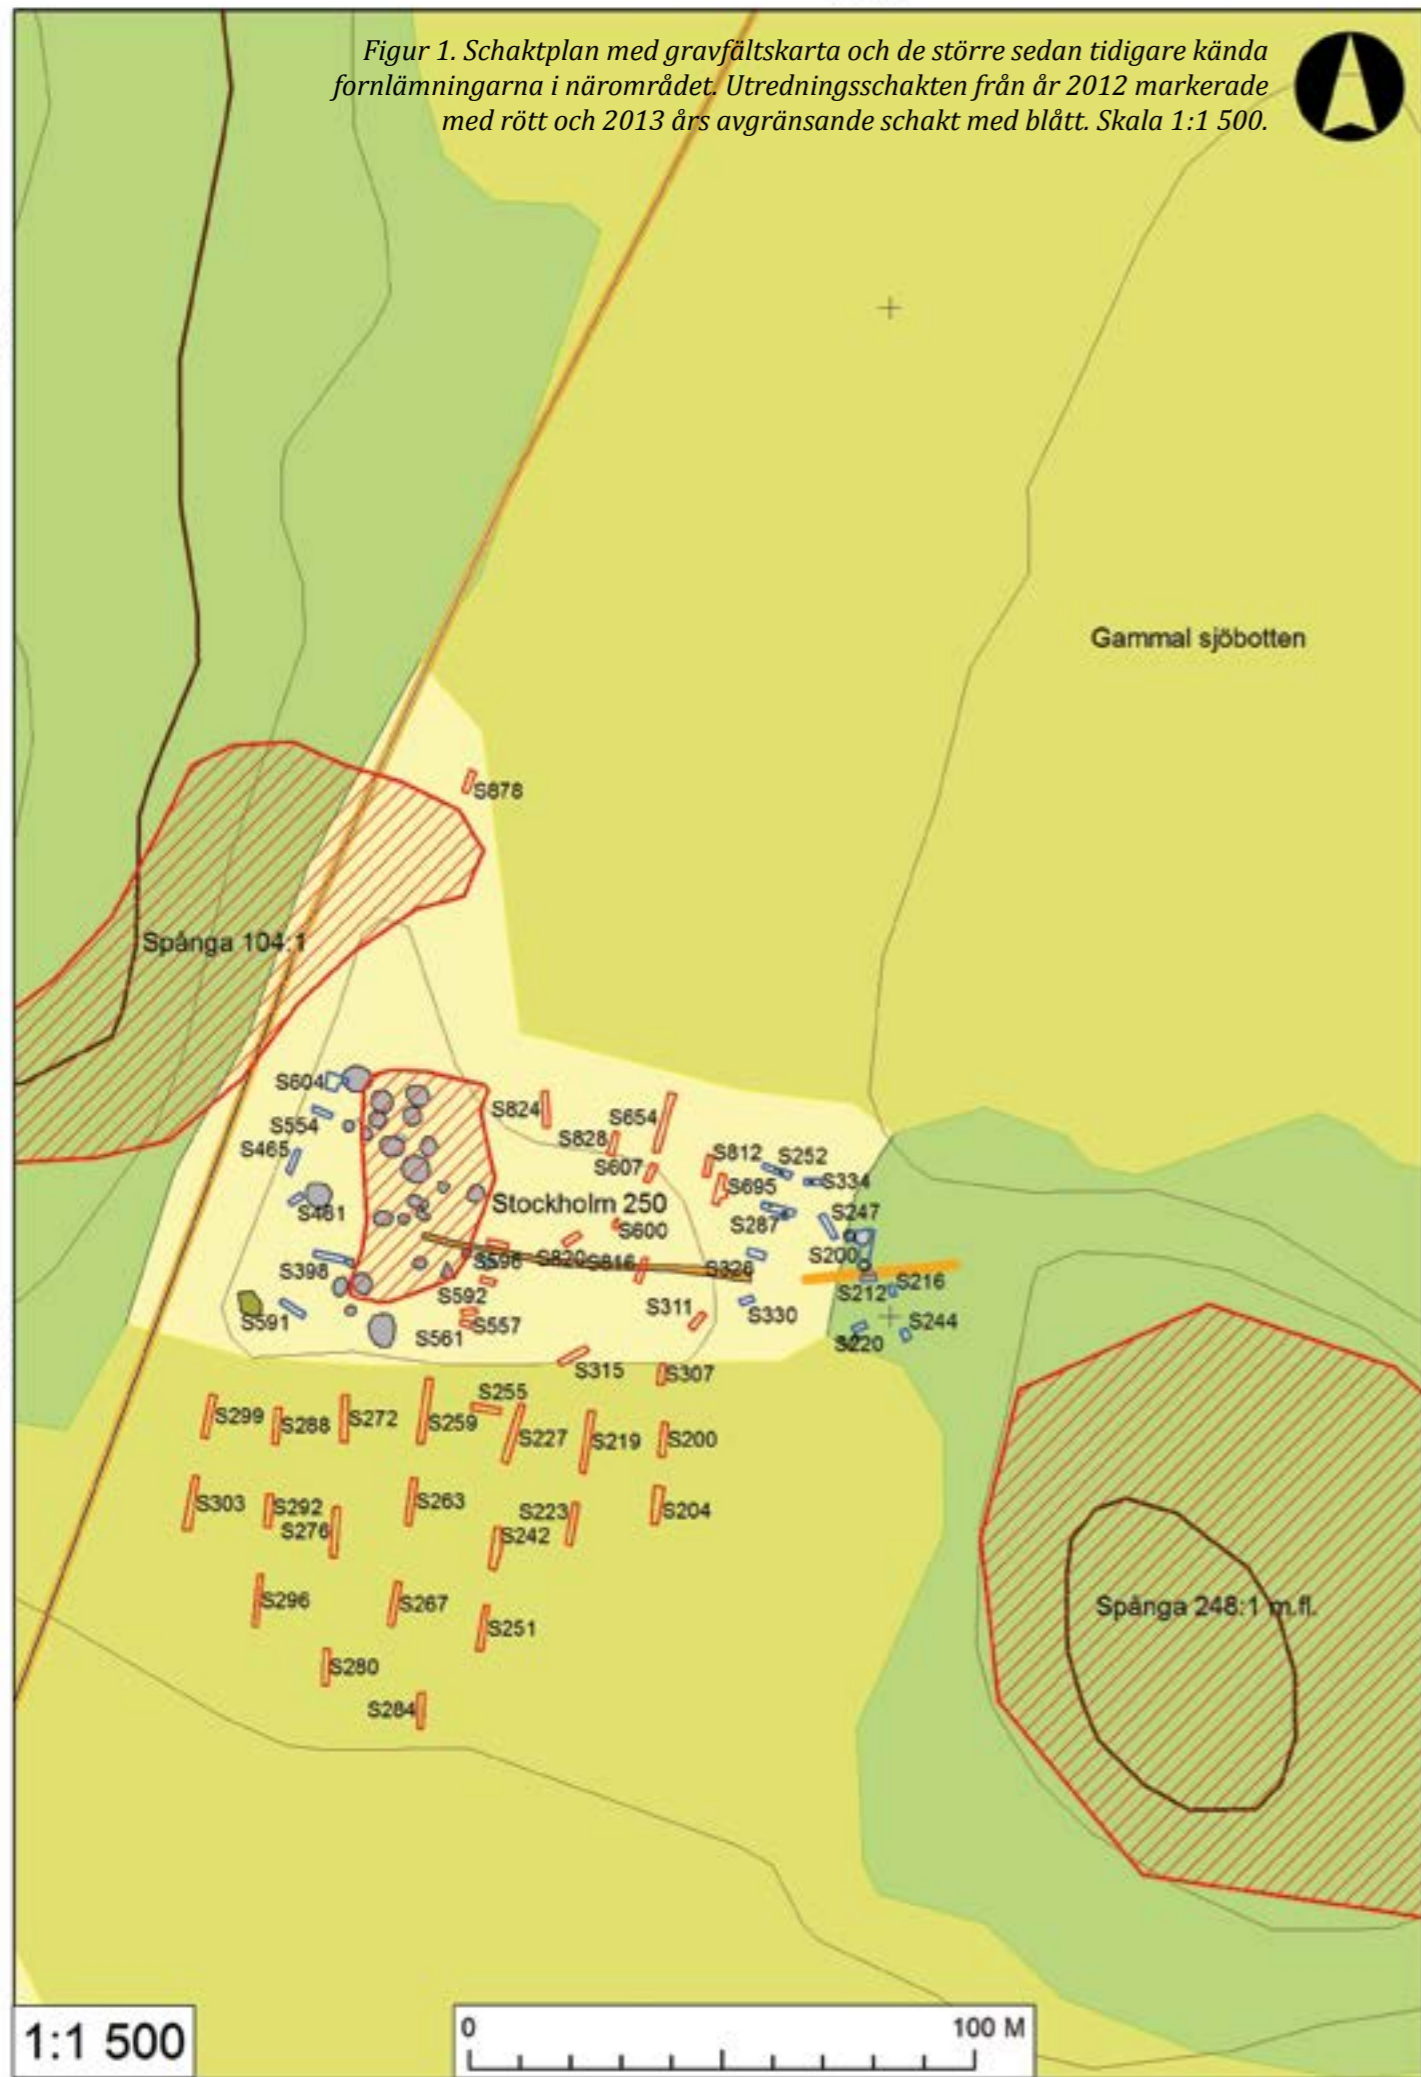 Figur 1. Schaktplan med gravfältskarta och de större sedan tidigare kända
fornlämningarna i närområdet. Utredningsschakten från år 2012 markerade
med rött och 2013 års avgränsande schakt med blått. Skala 1:1 500.
Gammal sjöbotten
S878
Spånga 104:1
S604
S554
S465
S481
S398
S591
S824
S654
S828
S607
S812
S252
S695
S334
Stockholm 250
S287
S247
S600
S596
S820
S816
S326
S200
S592
S212
S216
S311
S330
S561
S557
S220
S244
S315
S307
S299
S288
S272
S259
S255
S227
S219
S200
S303
S292
S276
S263
S223
S242
S204
S296
S267
S251
Spånga 248:1 m.fl.
S280
S284
1:1 500
0
100 M